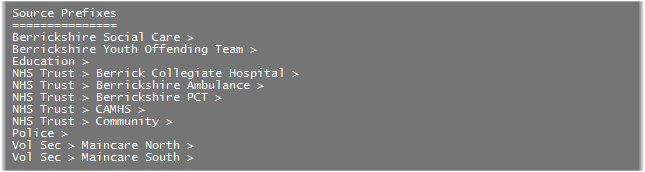 Source Prefixes
===============
Berrickshire Social Care >
Berrickshire Youth Offending Team >
Education >
NHS Trust > Berrick Collegiate Hospital >
NHS Trust > Berrickshire Ambulance >
NHS Trust > Berrickshire PCT >
NHS Trust > CAMHS >
NHS Trust > Community >
Police >
Vol Sec > Maincare North >
Vol Sec > Maincare South >